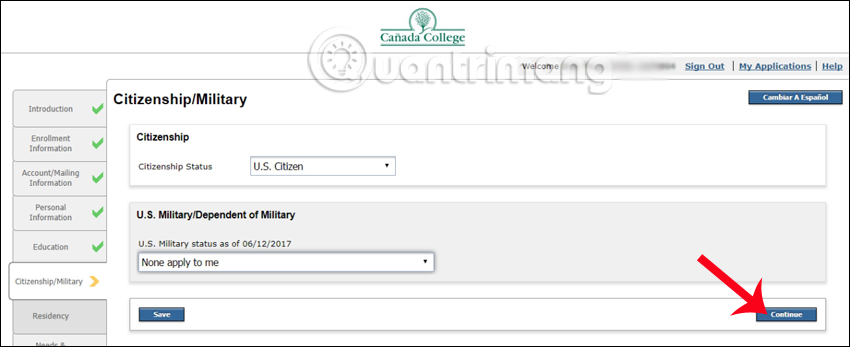 Cañada College
Quantrimang
Welcome
Sign Out | My Applications | Help
Citizenship/Military
Cambiar A Español
Introduction
Enrollment
Information
Account/Mailing
Information
Personal
Information
Education
Citizenship/Military
Residency
Needs &
Citizenship
Citizenship Status
U.S. Citizen
U.S. Military/Dependent of Military
U.S. Military status as of 06/12/2017
None apply to me
Save
Continue